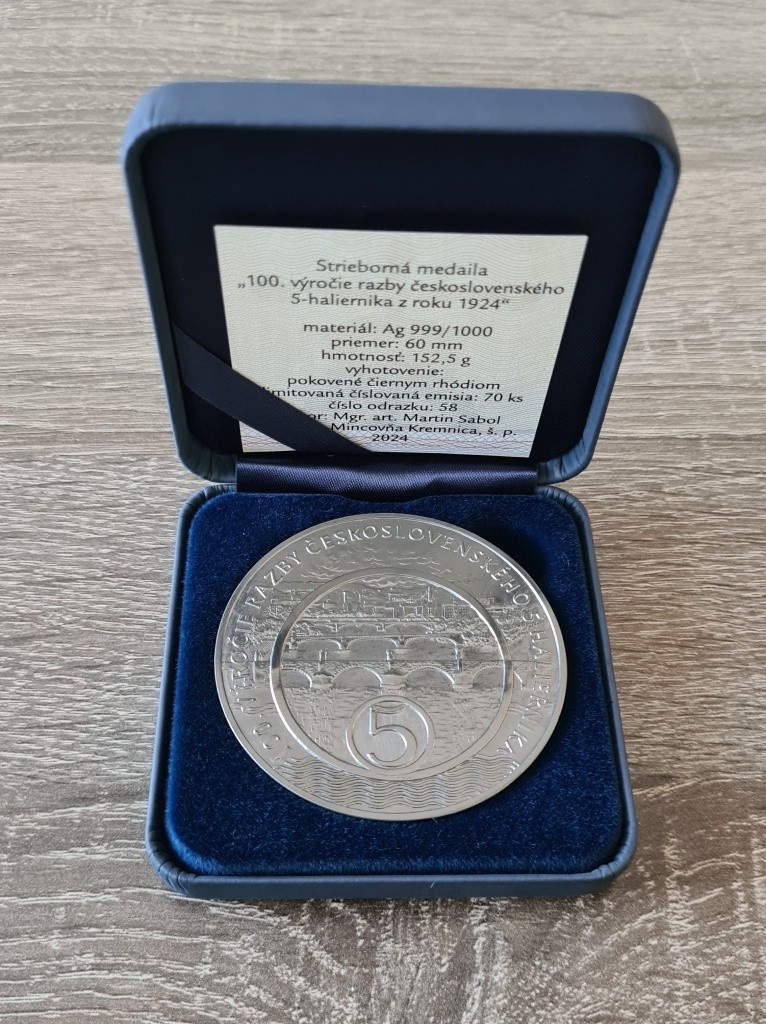 Strieborná medaila
„100. výročie razby československého
5-haliernika z roku 1924“
materiál: Ag 999/1000
priemer: 60 mm
hmotnosť: 152,5 g
vyhotovenie:
pokovené čiernym rhódiom
limitovaná číslovaná emisia: 70 ks
číslo odrazku: 58
Mgr. art. Martin Sabol
Mincovňa Kremnica, š. p.
2024
100. VÝROČIE RAZBY ČESKOSLOVENSKÉHO 5 HALIERNIKA
5